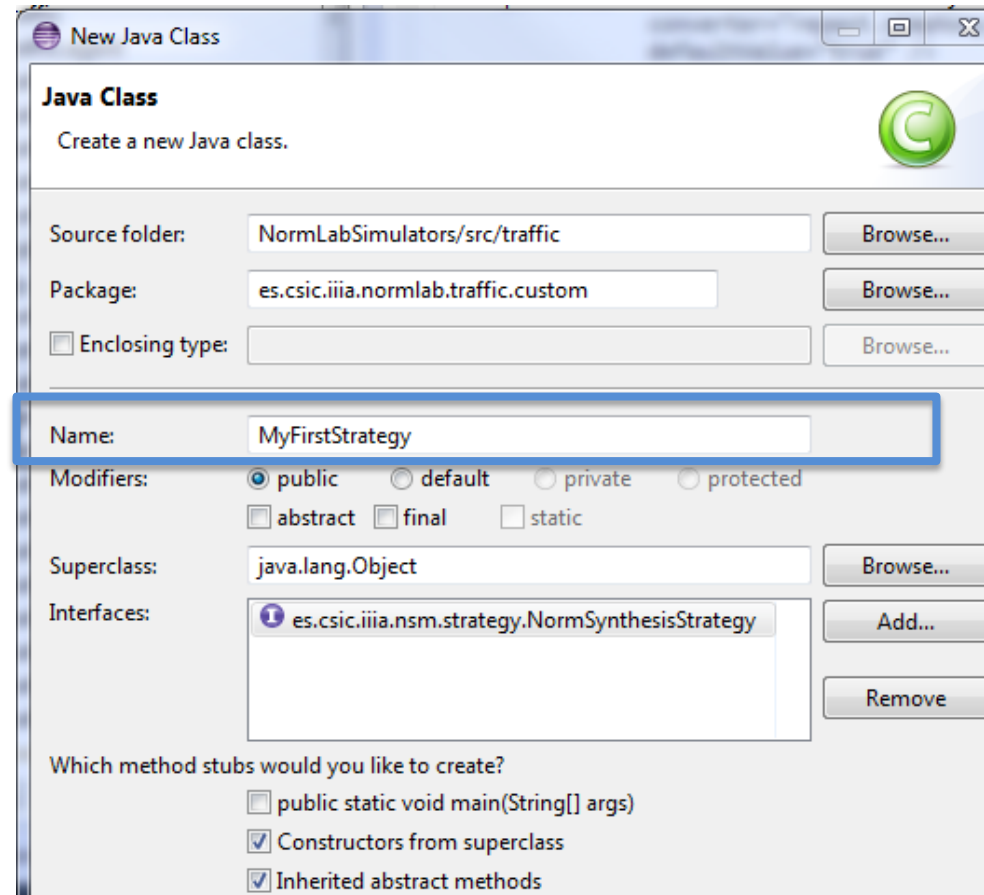 New Java Class
Java Class
Create a new Java class.
Source folder: NormLabSimulators/src/traffic Browse...
Package: es.csic.iiia.normlab.traffic.custom Browse...
Enclosing type: Browse...
Name: MyFirstStrategy
Modifiers: public default private protected
abstract final static
Superclass: java.lang.Object Browse...
Interfaces: es.csic.iiia.nsm.strategy.NormSynthesisStrategy Add...
Remove
Which method stubs would you like to create?
public static void main(String[] args)
Constructors from superclass
Inherited abstract methods